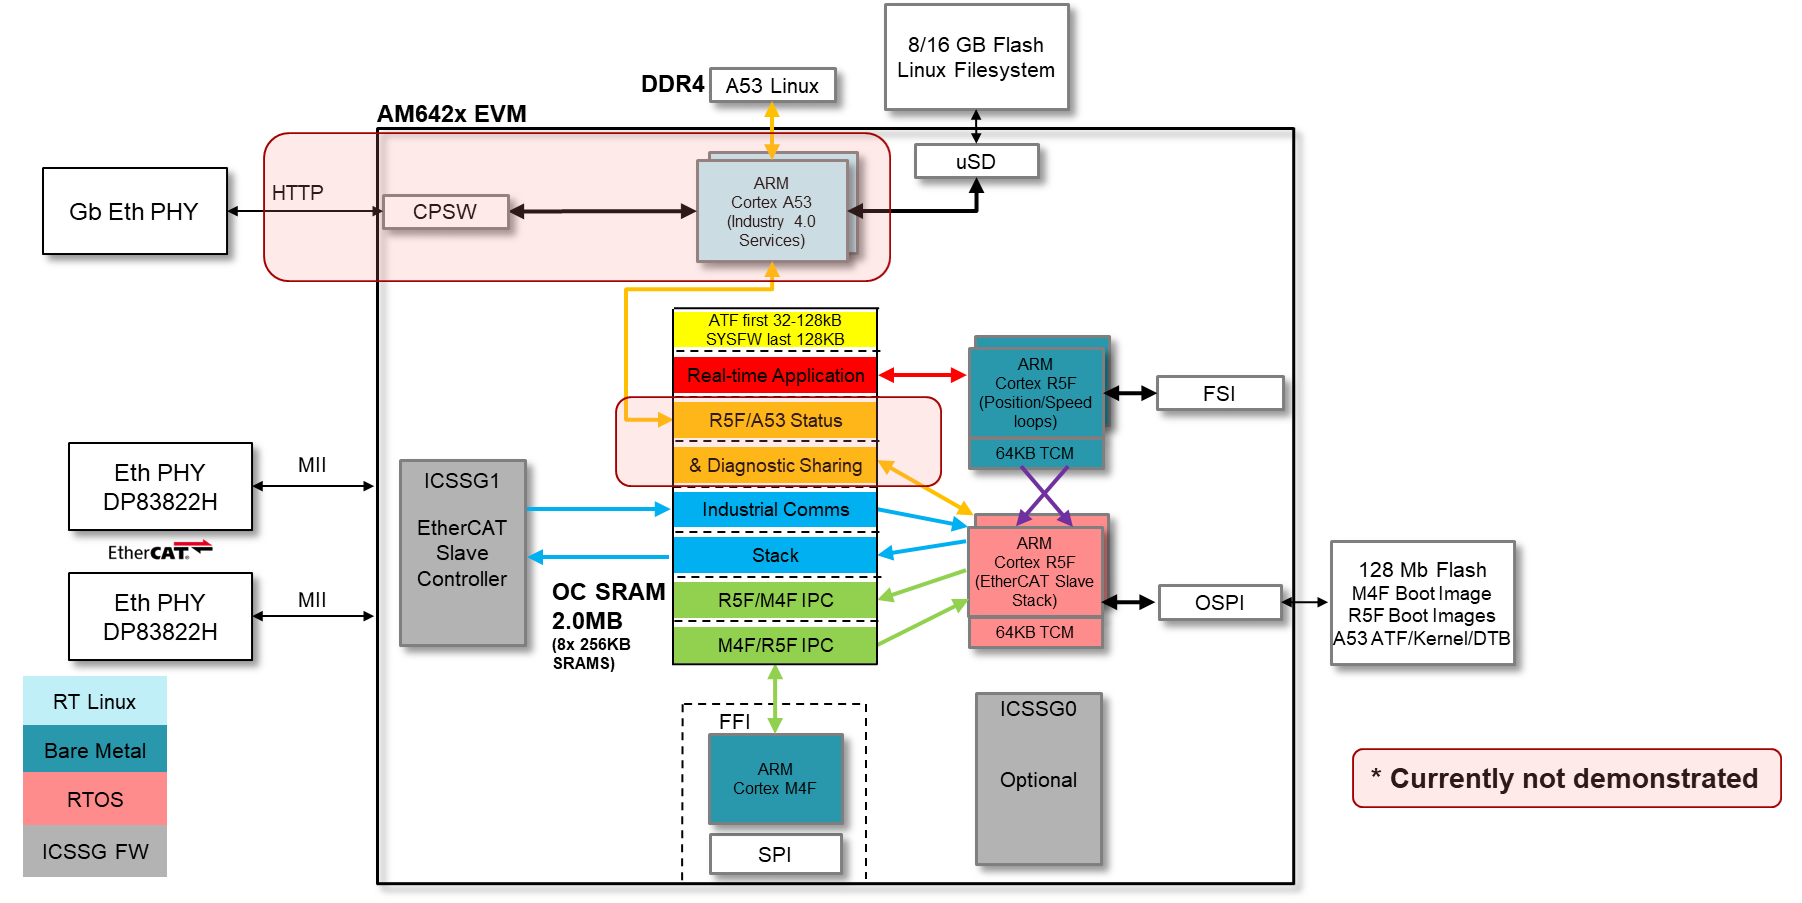 8/16 GB Flash
Linux Filesystem
DDR4
A53 Linux
AM642x EVM
uSD
Gb Eth PHY
HTTP
CPSW
ARM
Cortex A53
(Industry 4.0
Services)
ATF first 32-128kB
SYSFW last 128KB
Real-time Application
R5F/A53 Status
& Diagnostic Sharing
Industrial Comms
Stack
R5F/M4F IPC
M4F/R5F IPC
ARM
Cortex R5F
(Position/Speed
loops)
64KB TCM
FSI
Eth PHY
DP83822H
MII
EtherCAT
Eth PHY
DP83822H
MII
ICSSG1
EtherCAT
Slave
Controller
OC SRAM
2.0MB
(8x 256KB
SRAMS)
ARM
Cortex R5F
(EtherCAT Slave
Stack)
64KB TCM
OSPI
128 Mb Flash
M4F Boot Image
R5F Boot Images
A53 ATF/Kernel/DTB
RT Linux
Bare Metal
RTOS
ICSSG FW
FFI
ARM
Cortex M4F
SPI
ICSSG0
Optional
* Currently not demonstrated